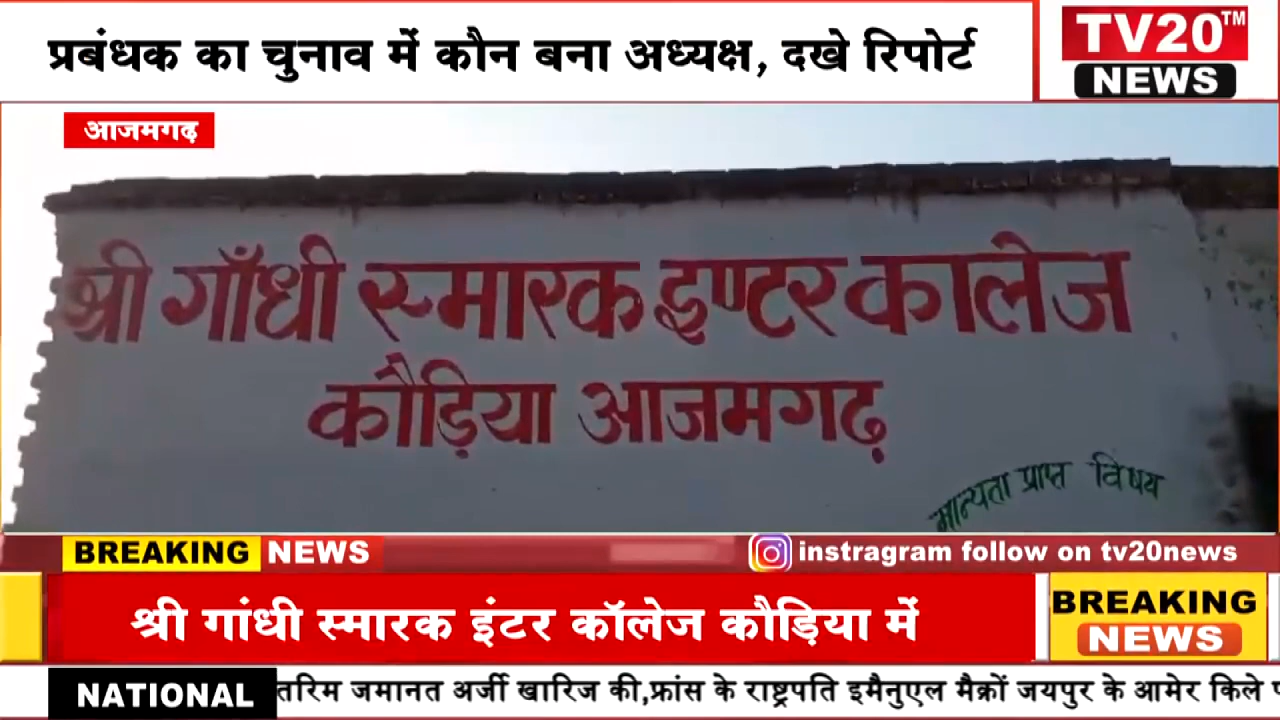 प्रबंधक का चुनाव में कौन बना अध्यक्ष, दखे रिपोर्ट
TV20™
NEWS
आजमगढ़
श्री गाँधी स्मारक इण्टर कालेज
कौड़िया आजमगढ़
मान्यता प्राप्त विषय
BREAKING NEWS
instragram follow on tv20news
श्री गांधी स्मारक इंटर कॉलेज कौड़िया में
BREAKING
NEWS
NATIONAL
तरिम जमानत अर्जी खारिज की,फ्रांस के राष्ट्रपति इमैनुएल मैक्रों जयपुर के आमेर किले